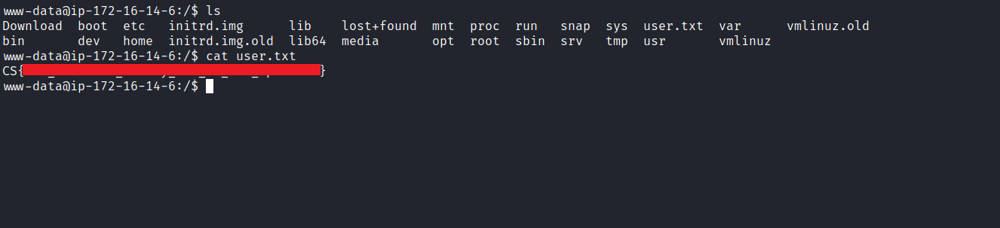 www-data@ip-172-16-14-6:/$ ls
Download  boot  etc   initrd.img      lib    lost+found  mnt  proc  run   snap  sys  user.txt  var      vmlinuz.old
bin       dev   home  initrd.img.old  lib64  media       opt  root  sbin  srv   tmp  usr       vmlinuz
www-data@ip-172-16-14-6:/$ cat user.txt
CS{ }
www-data@ip-172-16-14-6:/$